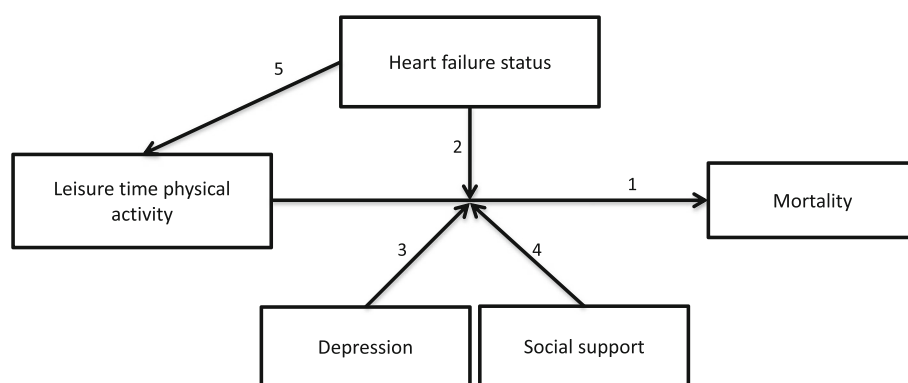 Heart failure status
5
2
Leisure time physical
activity
1
Mortality
3
4
Depression
Social support